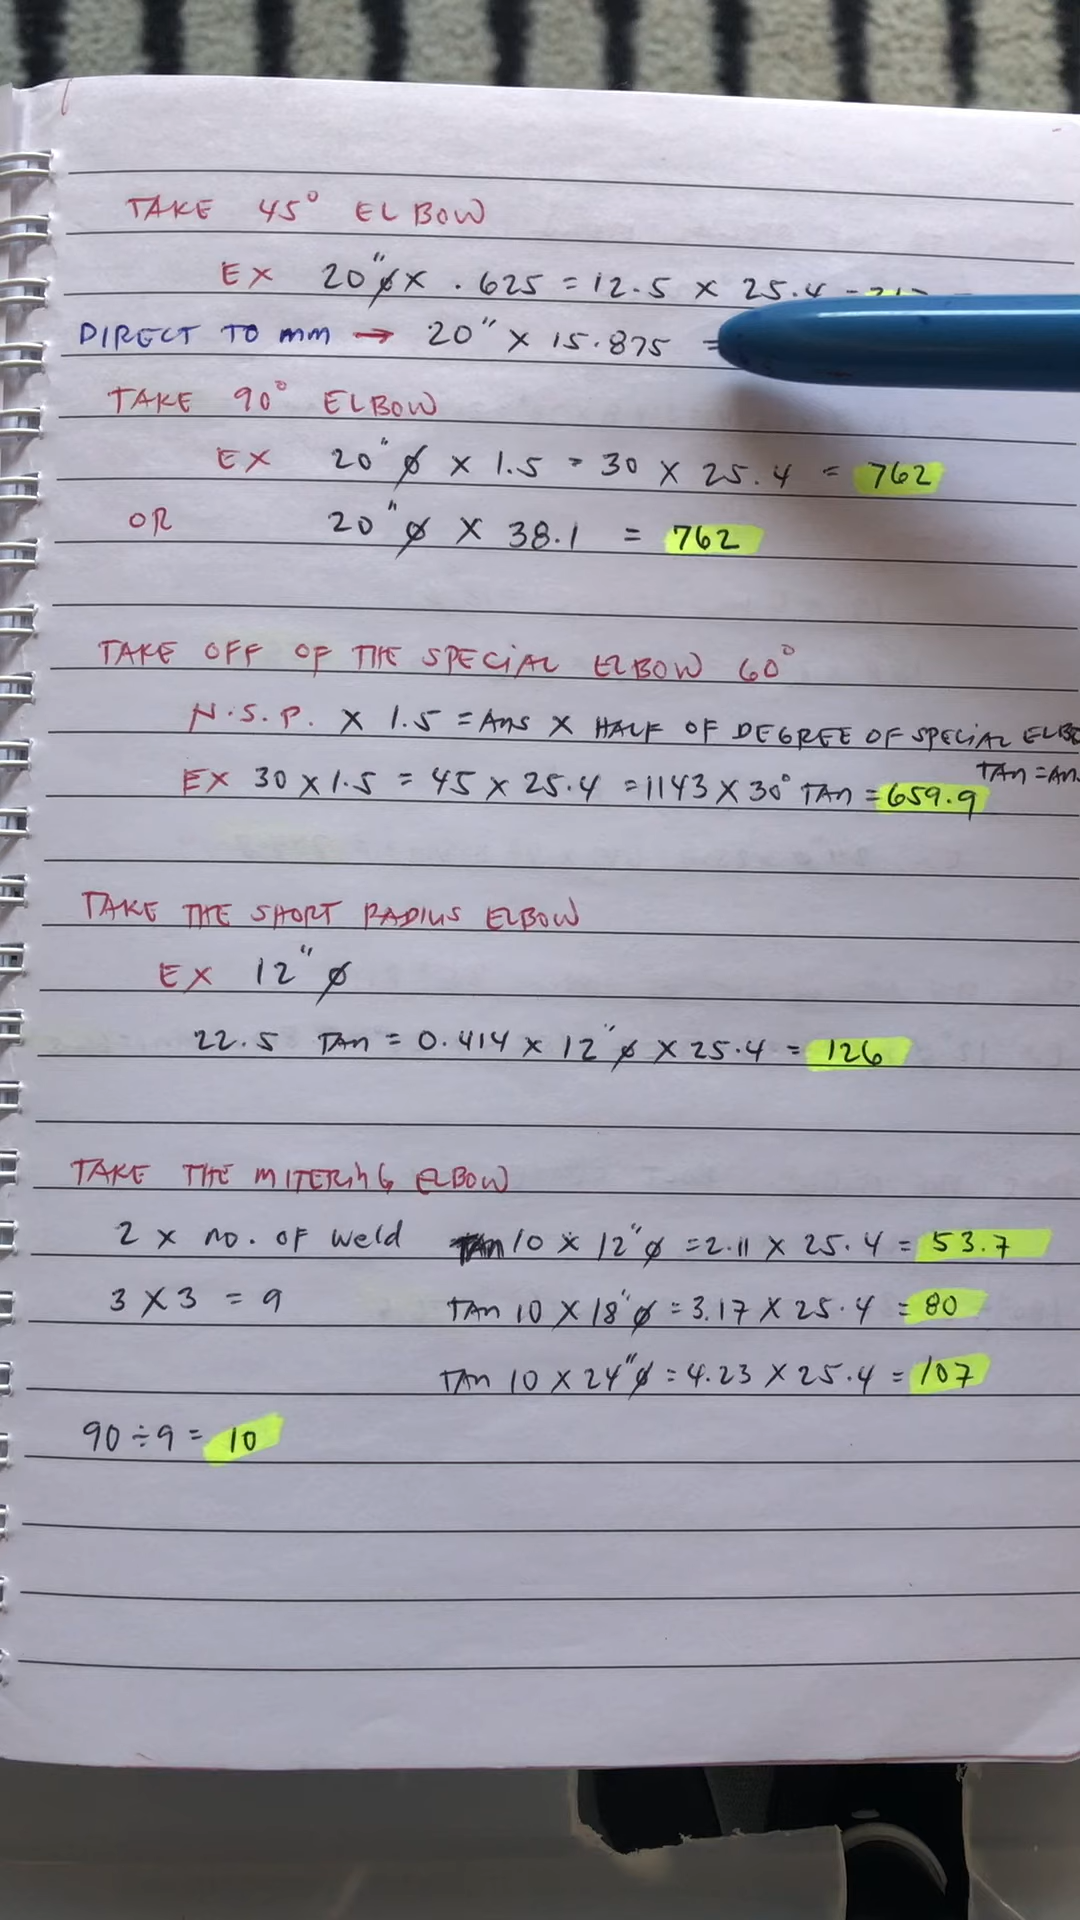 TAKE 45° ELBOW
EX 20"ø x .625 = 12.5 x 25.4 =
DIRECT TO mm → 20" x 15.875 =
TAKE 90° ELBOW
EX 20"ø x 1.5 = 30 x 25.4 = 762
OR 20"ø x 38.1 = 762
TAKE OFF OF THE SPECIAL ELBOW 60°
N.S.P. x 1.5 = Ans x HALF OF DEGREE OF SPECIAL ELBE
TAN = An
EX 30 x 1.5 = 45 x 25.4 = 1143 x 30° TAN = 659.9
TAKE THE SHORT RADIUS ELBOW
EX 12"ø
22.5 TAN = 0.414 x 12"ø x 25.4 = 126
TAKE THE MITERING ELBOW
2 x no. OF weld TAN 10 x 12"ø = 2.11 x 25.4 = 53.7
3 x 3 = 9 TAN 10 x 18"ø = 3.17 x 25.4 = 80
TAN 10 x 24"ø = 4.23 x 25.4 = 107
90 ÷ 9 = 10